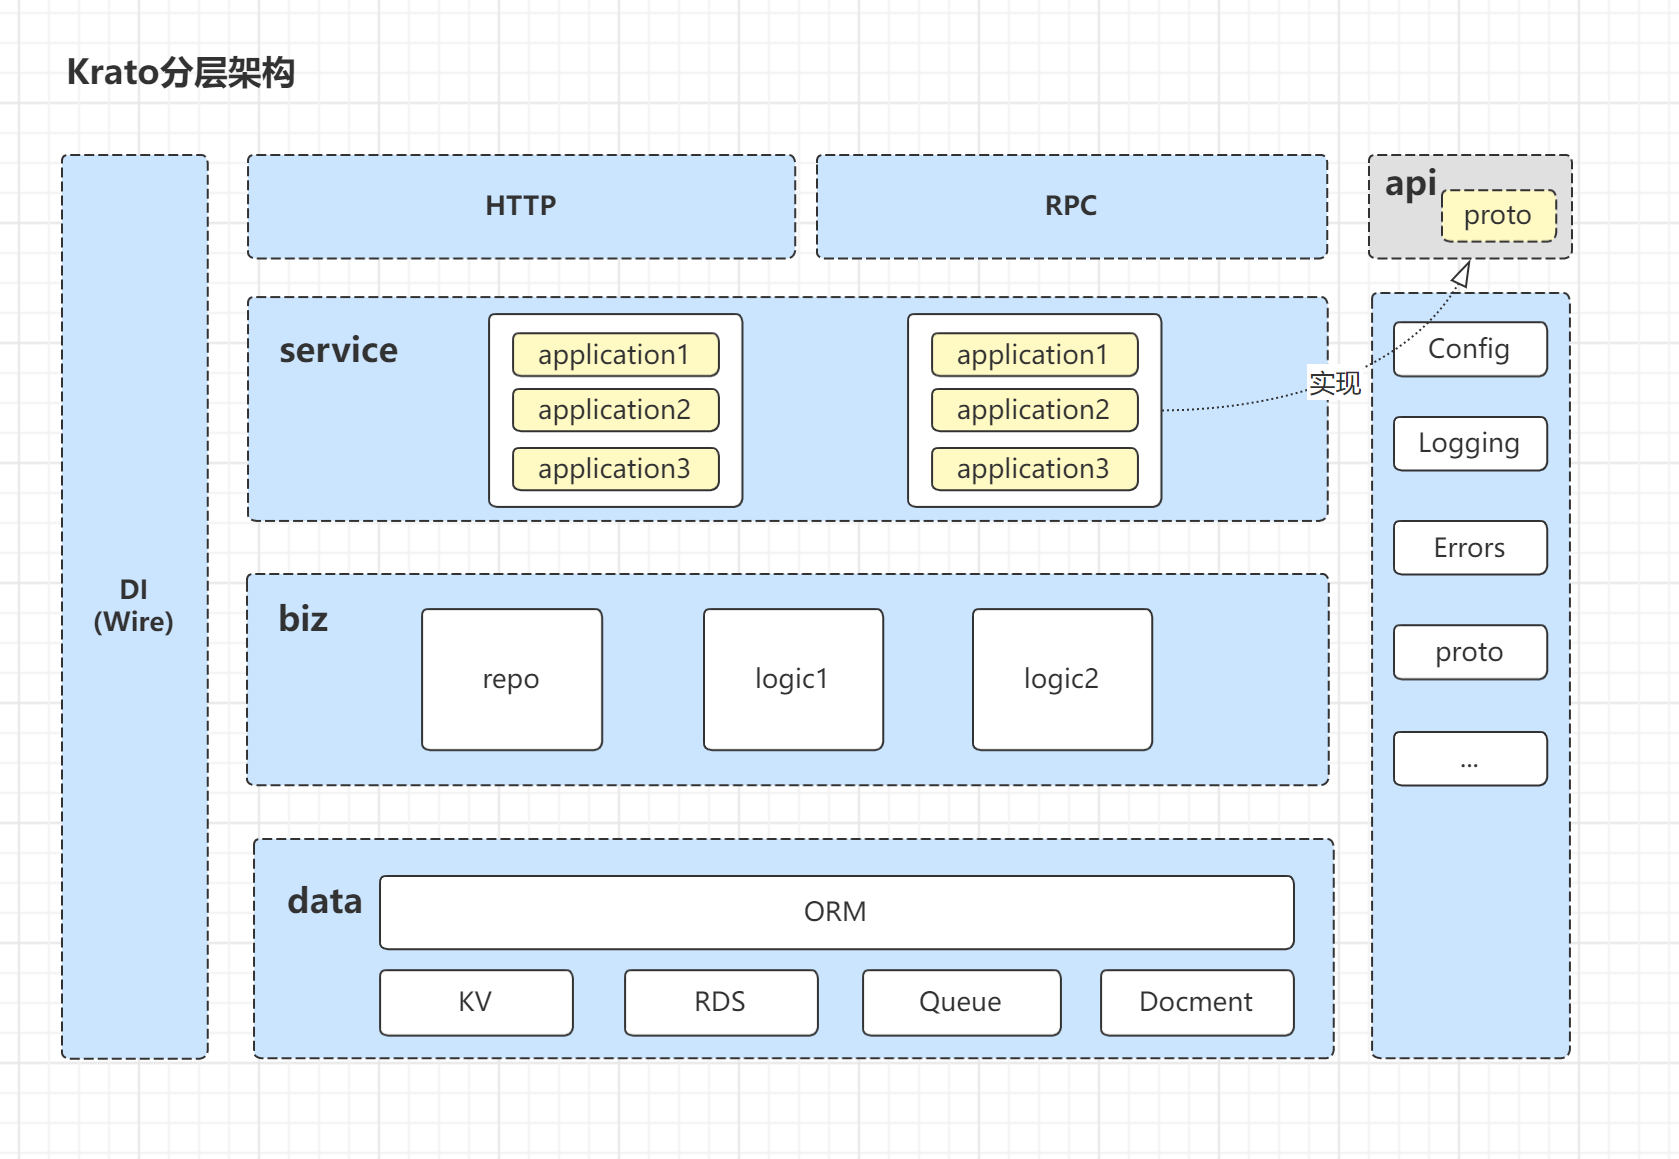 Krato分层架构
DI
(Wire)
HTTP
RPC
api
proto
service
application1
application2
application3
application1
application2
application3
实现
Config
Logging
Errors
proto
...
biz
repo
logic1
logic2
data
ORM
KV
RDS
Queue
Docment